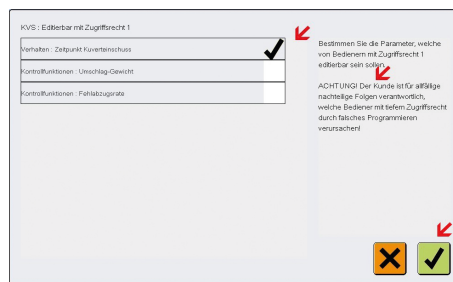 KVS : Editierbar mit Zugriffsrecht 1
Verhalten : Zeitpunkt Kuverteinschuss
Kontrollfunktionen : Umschlag-Gewicht
Kontrollfunktionen : Fehlabzugsrate
Bestimmen Sie die Parameter, welche
von Bedienern mit Zugriffsrecht 1
editierbar sein sollen.
ACHTUNG! Der Kunde ist für allfällige
nachteilige Folgen verantwortlich,
welche Bediener mit tiefem Zugriffsrecht
durch falsches Programmieren
verursachen!